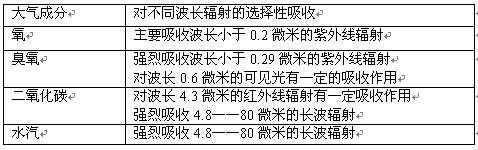 大气成分 对不同波长辐射的选择性吸收
氧 主要吸收波长小于 0.2 微米的紫外线辐射
臭氧 强烈吸收波长小于 0.29 微米的紫外线辐射
对波长 0.6 微米的可见光有一定的吸收作用
二氧化碳 对波长 4.3 微米的红外线辐射有一定吸收作用
强烈吸收 4.8——80 微米的长波辐射
水汽 强烈吸收 4.8——80 微米的长波辐射